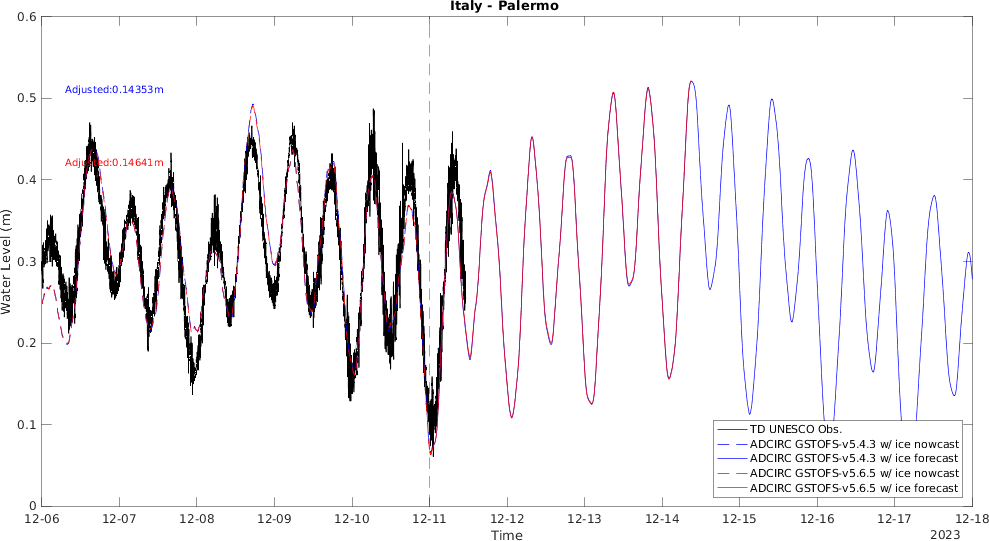 Italy - Palermo
0.6
0.5
0.4
0.3
0.2
0.1
0
Water Level (m)
Adjusted:0.14353m
Adjusted:0.14641m
TD UNESCO Obs.
ADCIRC GSTOFS-v5.4.3 w/ ice nowcast
ADCIRC GSTOFS-v5.4.3 w/ ice forecast
ADCIRC GSTOFS-v5.6.5 w/ ice nowcast
ADCIRC GSTOFS-v5.6.5 w/ ice forecast
12-06 12-07 12-08 12-09 12-10 12-11 12-12 12-13 12-14 12-15 12-16 12-17 12-18
Time
2023